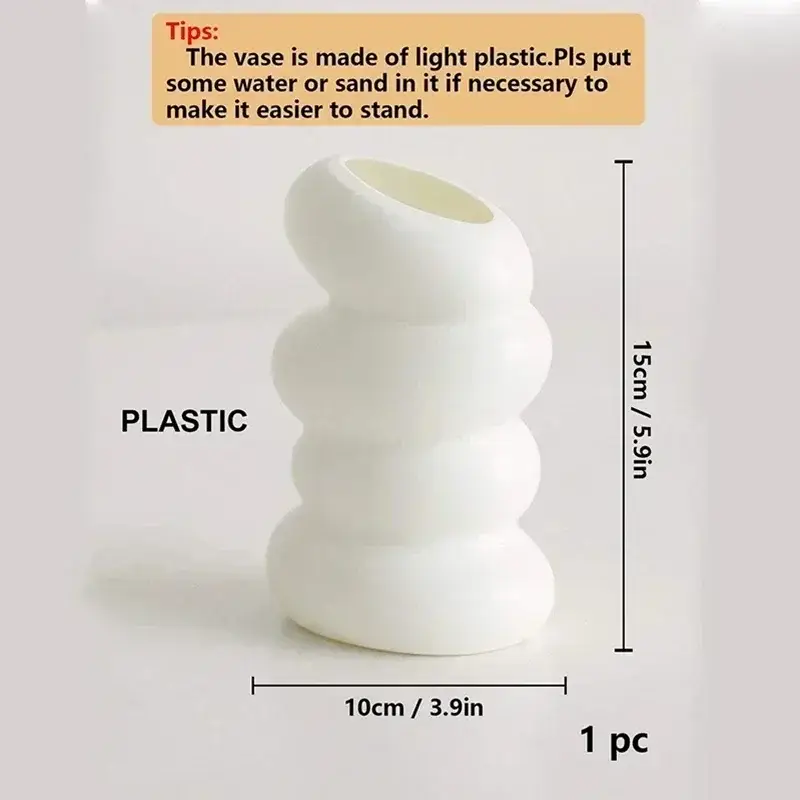 Tips:
The vase is made of light plastic.Pls put
some water or sand in it if necessary to
make it easier to stand.
PLASTIC
15cm / 5.9in
10cm / 3.9in
1 pc